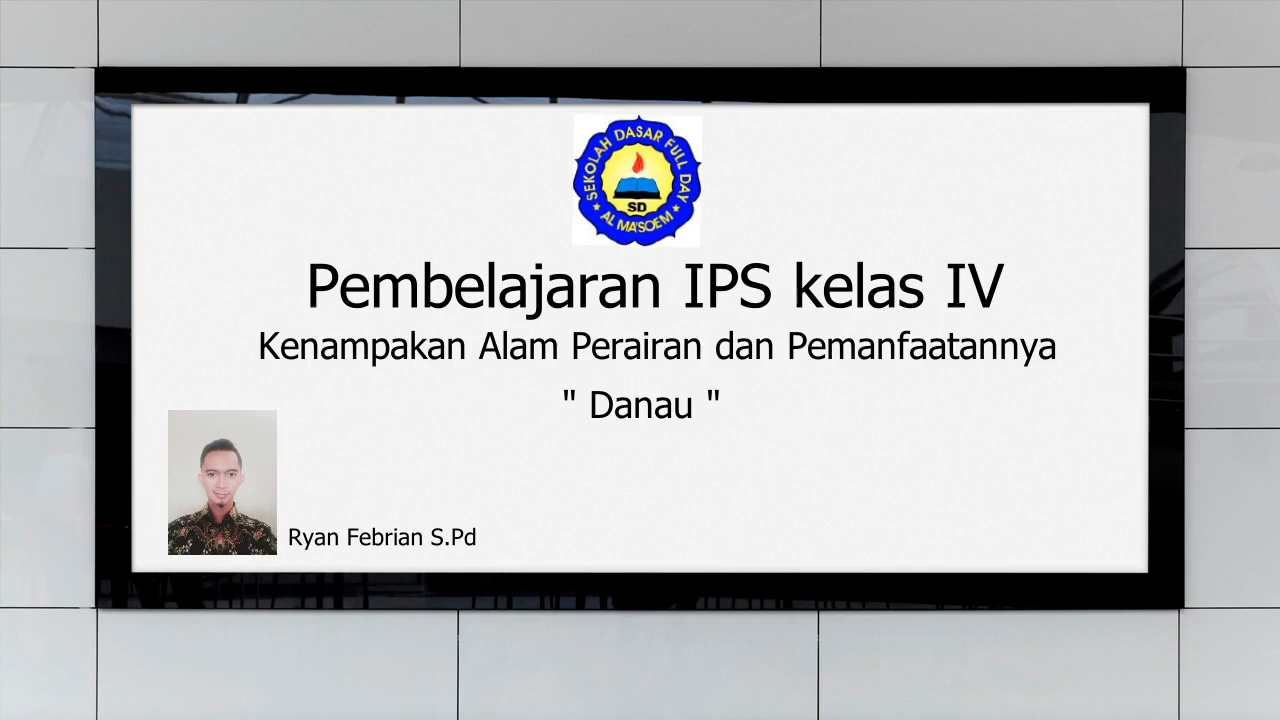 SEKOLAH DASAR FULL DAY
SD
AL MA'SOEM
Pembelajaran IPS kelas IV
Kenampakan Alam Perairan dan Pemanfaatannya
" Danau "
Ryan Febrian S.Pd